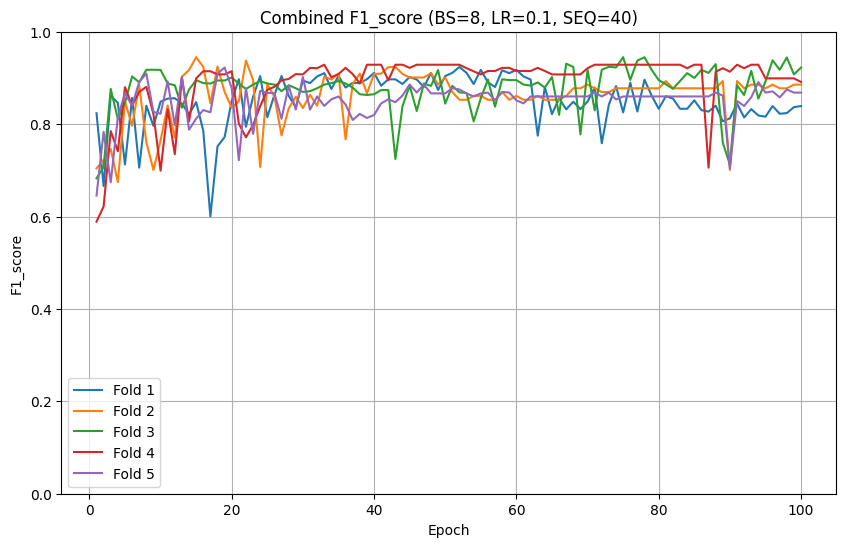 Combined F1_score (BS=8, LR=0.1, SEQ=40)
1.0
0.8
0.6
0.4
0.2
0.0
F1_score
Fold 1
Fold 2
Fold 3
Fold 4
Fold 5
0 20 40 60 80 100
Epoch